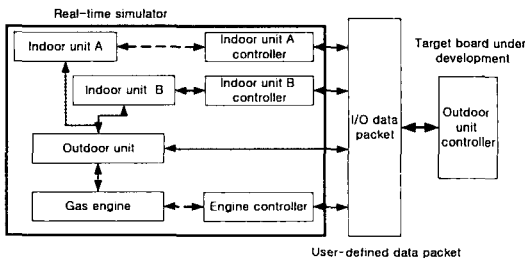 Real-time simulator
Indoor unit A
Indoor unit A
controller
Target board under
development
Indoor unit B
Indoor unit B
controller
I/O data
packet
Outdoor
unit
controller
Outdoor unit
Gas engine
Engine controller
User-defined data packet